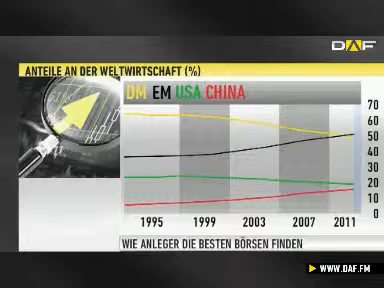 DAF
ANTEILE AN DER WELTWIRTSCHAFT (%)
DM EM USA CHINA
70
60
50
40
30
20
10
0
1995 1999 2003 2007 2011
WIE ANLEGER DIE BESTEN BÖRSEN FINDEN
WWW.DAF.FM